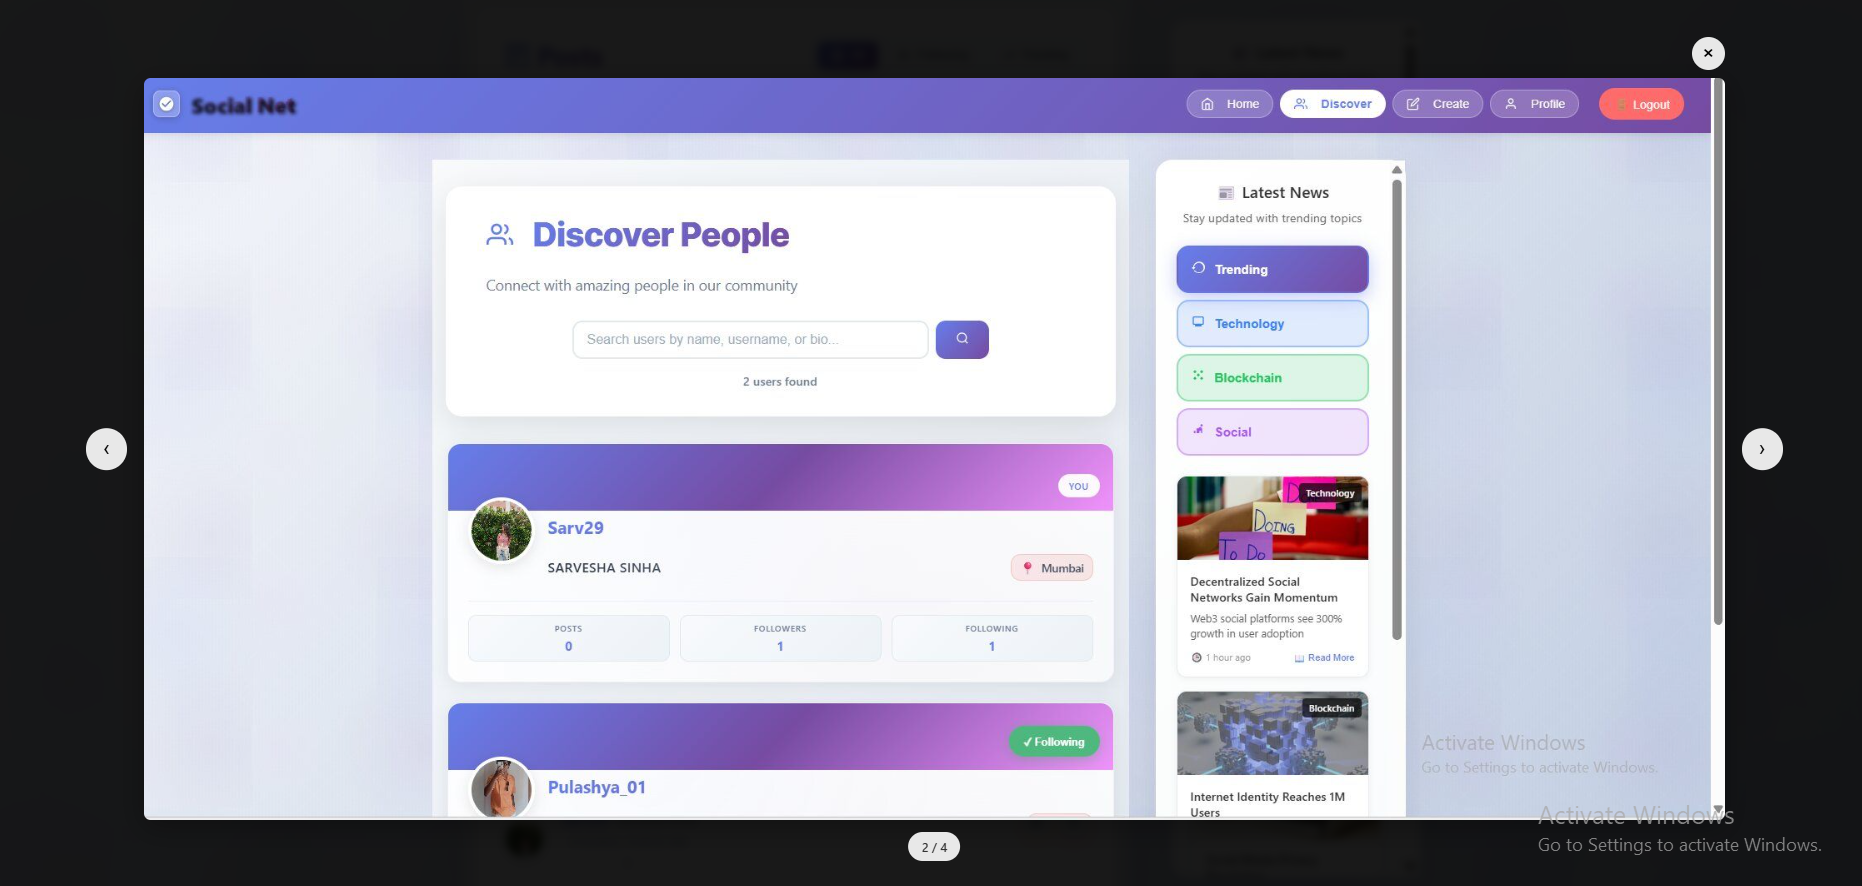 ×
Social Net
Home
Discover
Create
Profile
Logout
Discover People
Connect with amazing people in our community
Search users by name, username, or bio...
2 users found
YOU
Sarv29
SARVESHA SINHA
Mumbai
POSTS
0
FOLLOWERS
1
FOLLOWING
1
✓ Following
Pulashya_01
Latest News
Stay updated with trending topics
Trending
Technology
Blockchain
Social
Technology
DOING
To Do
Decentralized Social
Networks Gain Momentum
Web3 social platforms see 300%
growth in user adoption
1 hour ago
Read More
Blockchain
Internet Identity Reaches 1M
Users
Activate Windows
Go to Settings to activate Windows.
‹
›
2 / 4
Activate Windows
Go to Settings to activate Windows.